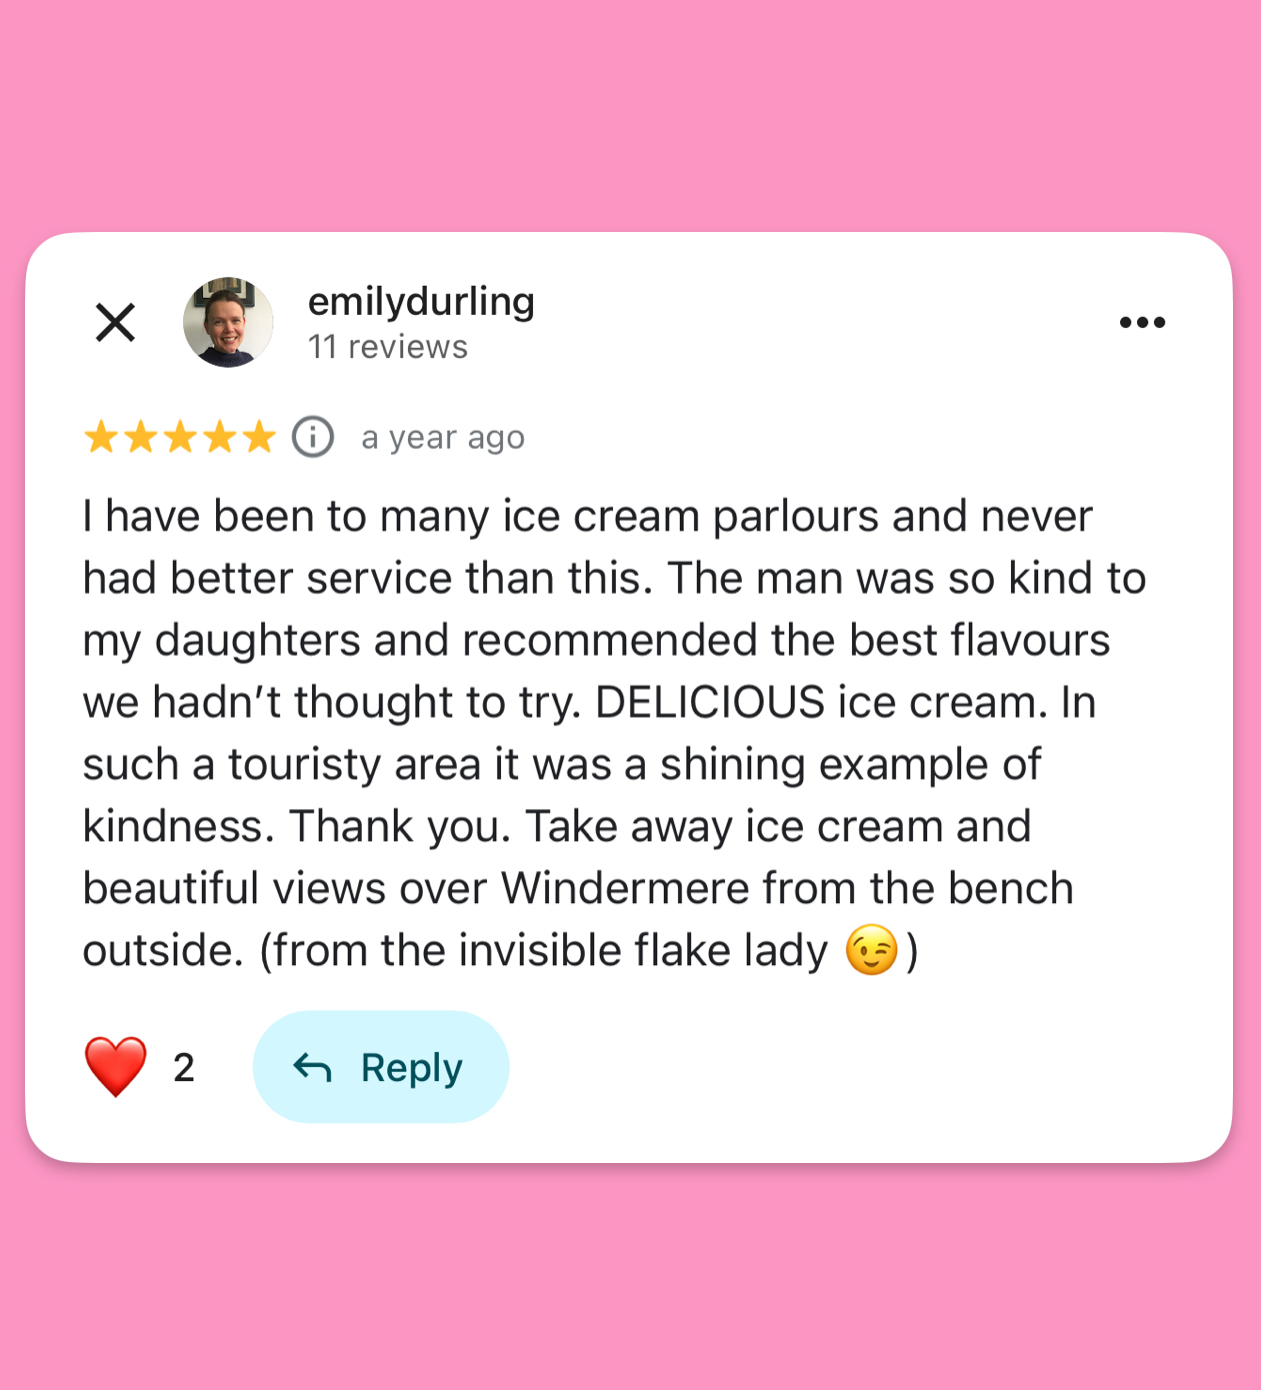 emilydurling
11 reviews
a year ago
I have been to many ice cream parlours and never
had better service than this. The man was so kind to
my daughters and recommended the best flavours
we hadn’t thought to try. DELICIOUS ice cream. In
such a touristy area it was a shining example of
kindness. Thank you. Take away ice cream and
beautiful views over Windermere from the bench
outside. (from the invisible flake lady 😉)
❤️ 2
Reply